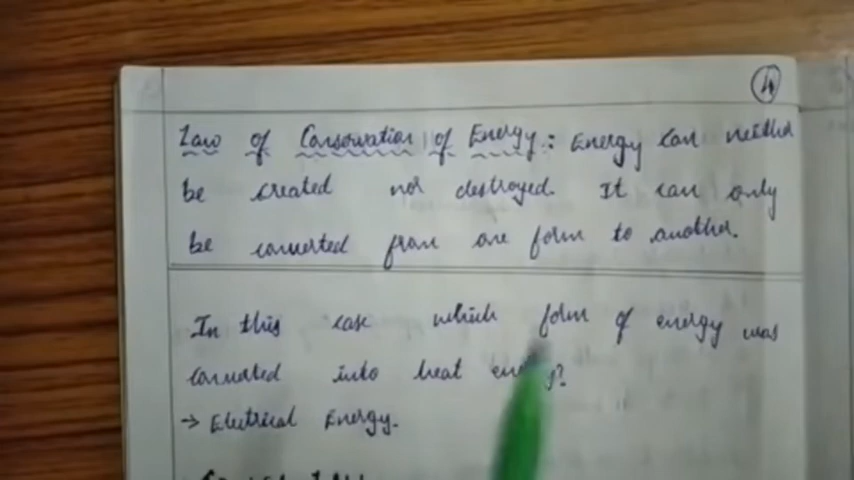 4
Law of Conservation of Energy: Energy can neither
be created nor destroyed. It can only
be converted from one form to another.
In this case which form of energy was
converted into heat energy?
→ Electrical Energy.